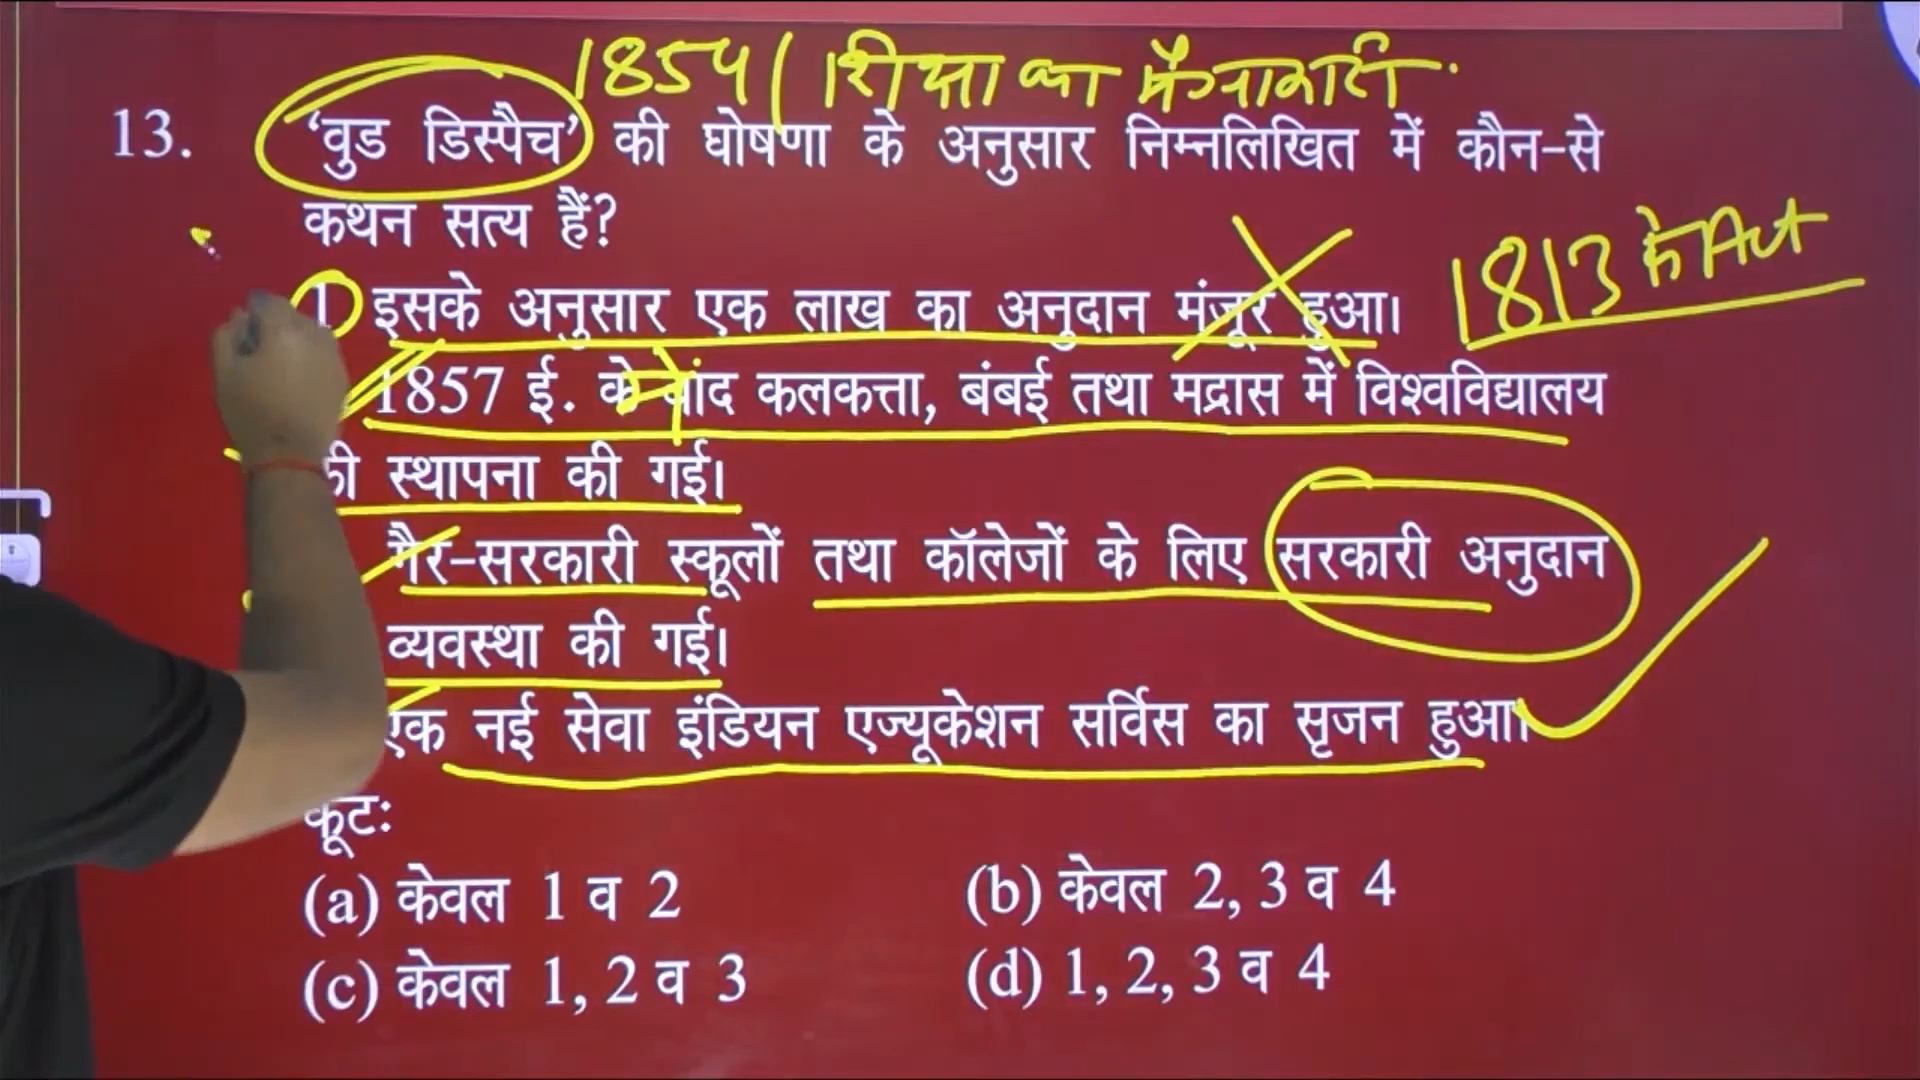 1854 / शिक्षा का मैग्नाकार्टा
13. 'वुड डिस्पैच' की घोषणा के अनुसार निम्नलिखित में कौन-से
कथन सत्य हैं?
1 इसके अनुसार एक लाख का अनुदान मंजूर हुआ।
1813 के Act
1857 ई. के बाद कलकत्ता, बंबई तथा मद्रास में विश्वविद्यालय
की स्थापना की गई।
गैर-सरकारी स्कूलों तथा कॉलेजों के लिए सरकारी अनुदान
व्यवस्था की गई।
एक नई सेवा इंडियन एज्यूकेशन सर्विस का सृजन हुआ।
कूटः
(a) केवल 1 व 2 (b) केवल 2, 3 व 4
(c) केवल 1, 2 व 3 (d) 1, 2, 3 व 4